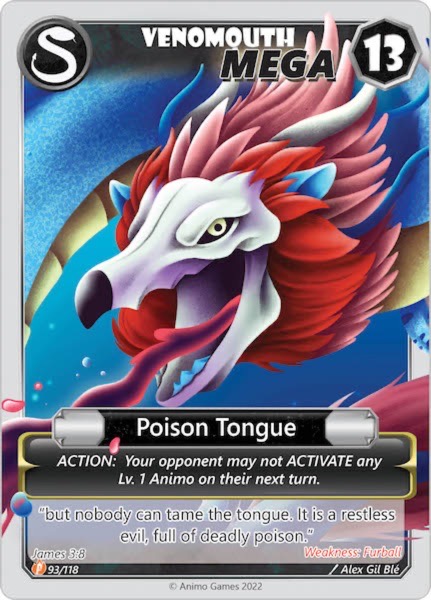 S
VENOMOUTH
MEGA
13
Poison Tongue
ACTION: Your opponent may not ACTIVATE any
Lv. 1 Animo on their next turn.
“but nobody can tame the tongue. It is a restless
evil, full of deadly poison.”
James 3:8
Weakness: Furball
P 93/118
/ Alex Gil Blé
© Animo Games 2022